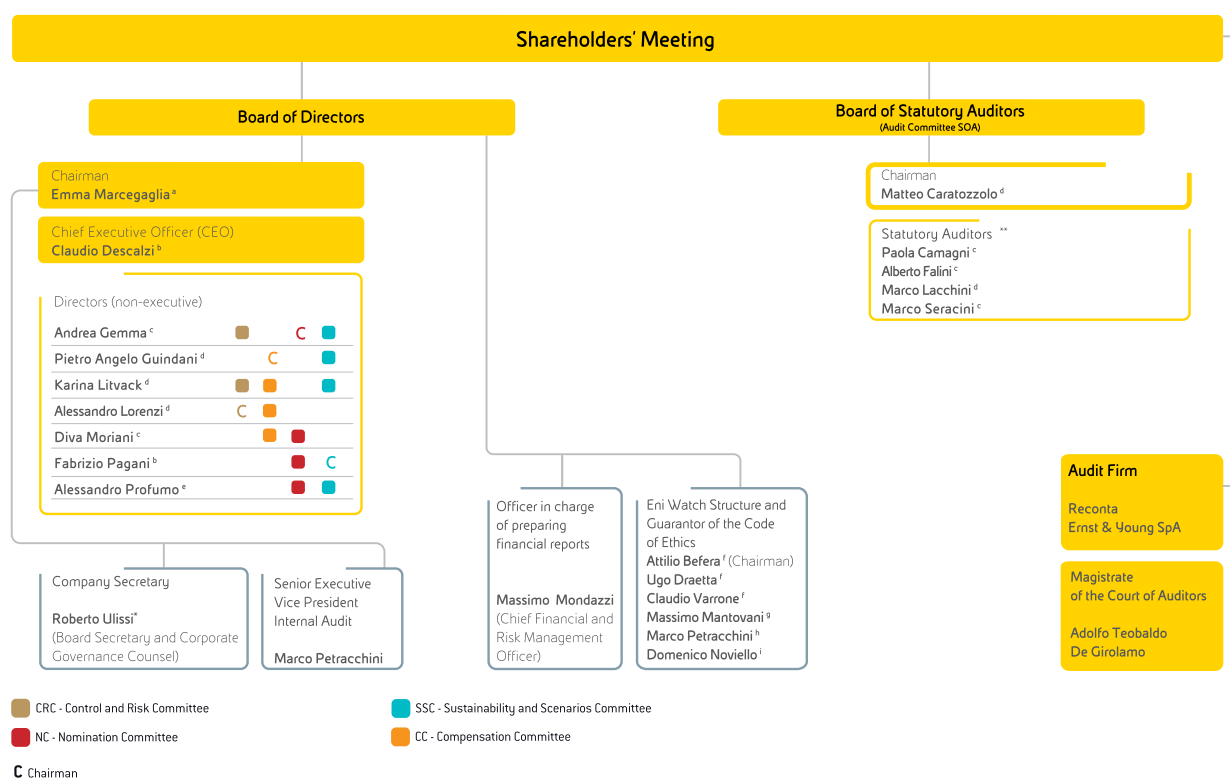 Shareholders’ Meeting
Board of Directors
Board of Statutory Auditors
(Audit Committee SOA)
Chairman
Emma Marcegaglia a
Chief Executive Officer (CEO)
Claudio Descalzi b
Directors (non-executive)
Andrea Gemma c C
Pietro Angelo Guindani d C
Karina Litvack d
Alessandro Lorenzi d C
Diva Moriani c
Fabrizio Pagani b C
Alessandro Profumo e
Chairman
Matteo Caratozzolo d
Statutory Auditors **
Paola Camagni c
Alberto Falini c
Marco Lacchini d
Marco Seracini c
Company Secretary
Roberto Ulissi*
(Board Secretary and Corporate
Governance Counsel)
Senior Executive
Vice President
Internal Audit
Marco Petracchini
Officer in charge
of preparing
financial reports
Massimo Mondazzi
(Chief Financial and
Risk Management
Officer)
Eni Watch Structure and
Guarantor of the Code
of Ethics
Attilio Befera f (Chairman)
Ugo Draetta f
Claudio Varrone f
Massimo Mantovani g
Marco Petracchini h
Domenico Noviello i
Audit Firm
Reconta
Ernst & Young SpA
Magistrate
of the Court of Auditors
Adolfo Teobaldo
De Girolamo
CRC - Control and Risk Committee
SSC - Sustainability and Scenarios Committee
NC - Nomination Committee
CC - Compensation Committee
C Chairman